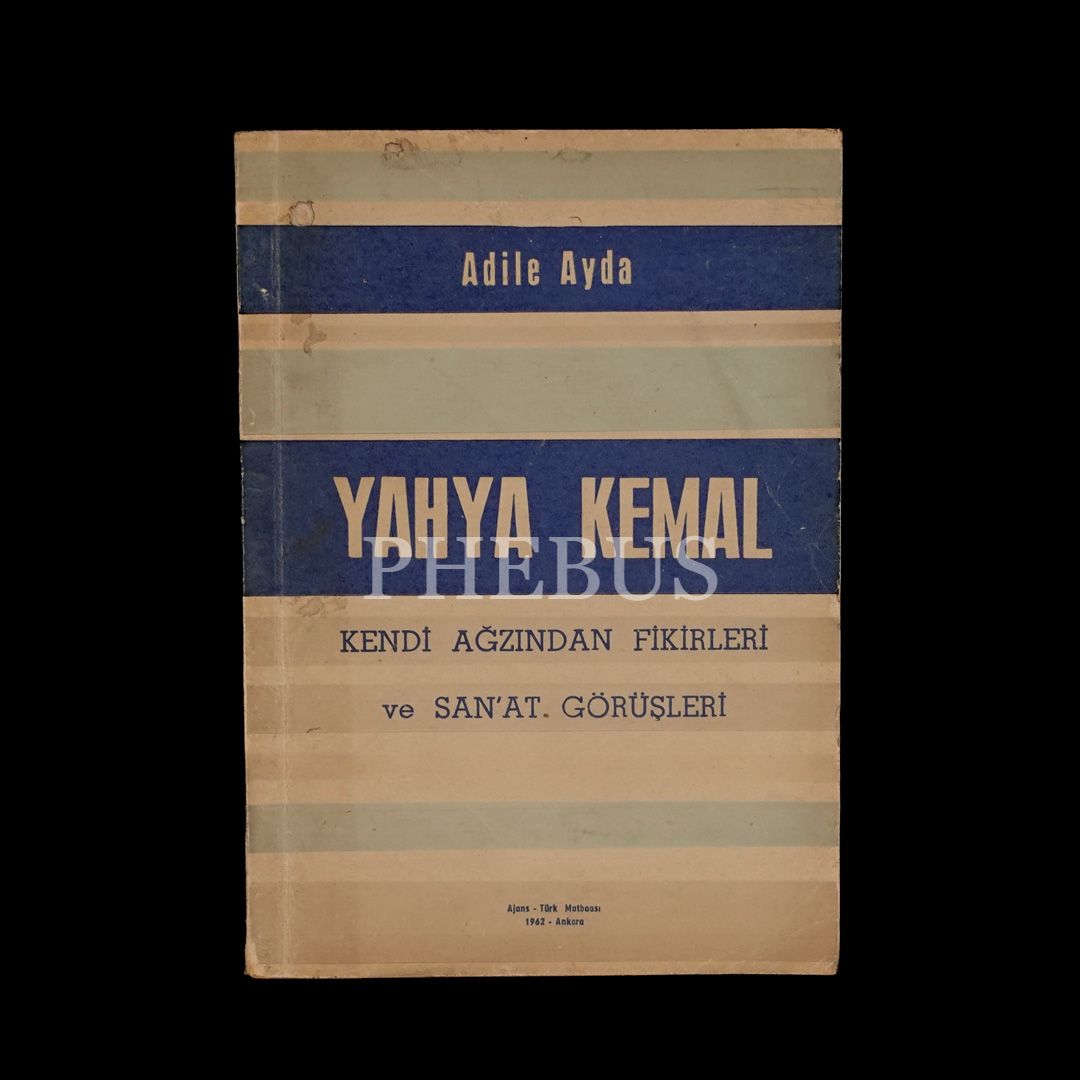 Adile Ayda
YAHYA KEMAL
PHEBUS
KENDİ AĞZINDAN FİKİRLERİ
ve SAN'AT GÖRÜŞLERİ
Ajans - Türk Matbaası
1962 - Ankara